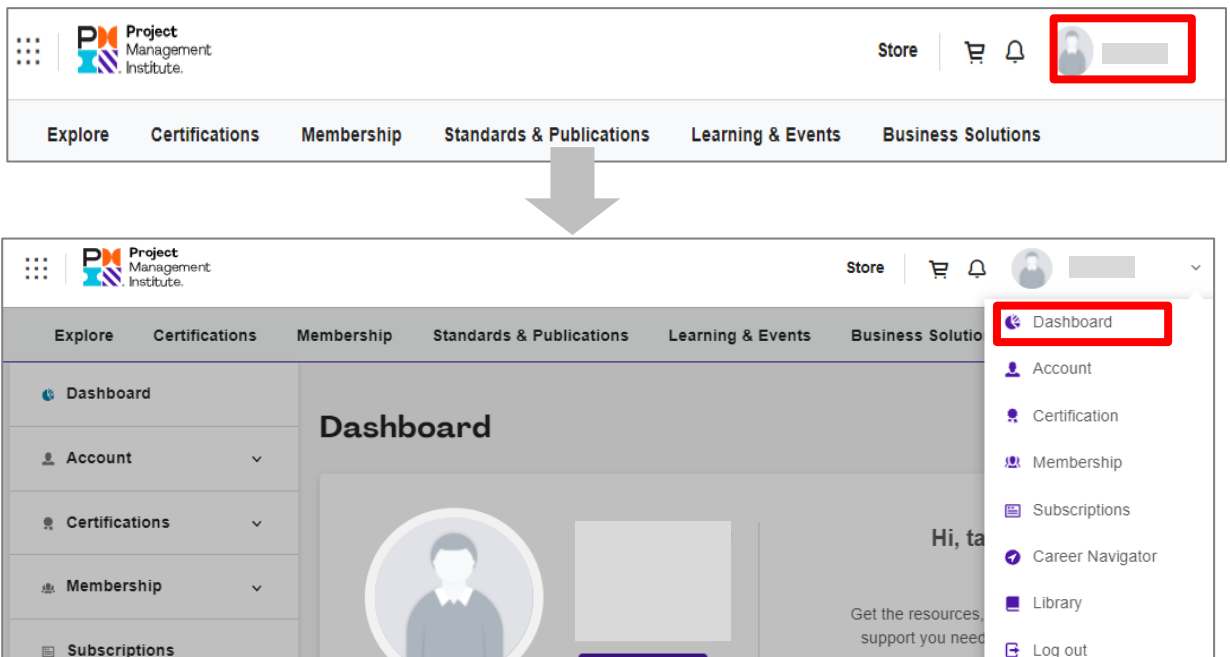 Project
Management
Institute.
Store
Explore Certifications Membership Standards & Publications Learning & Events Business Solutions
Project
Management
Institute.
Store
Explore Certifications Membership Standards & Publications Learning & Events Business Solutio
Dashboard
Account
Certifications
Membership
Subscriptions
Dashboard
Hi, ta
Get the resources,
support you need
Dashboard
Account
Certification
Membership
Subscriptions
Career Navigator
Library
Log out